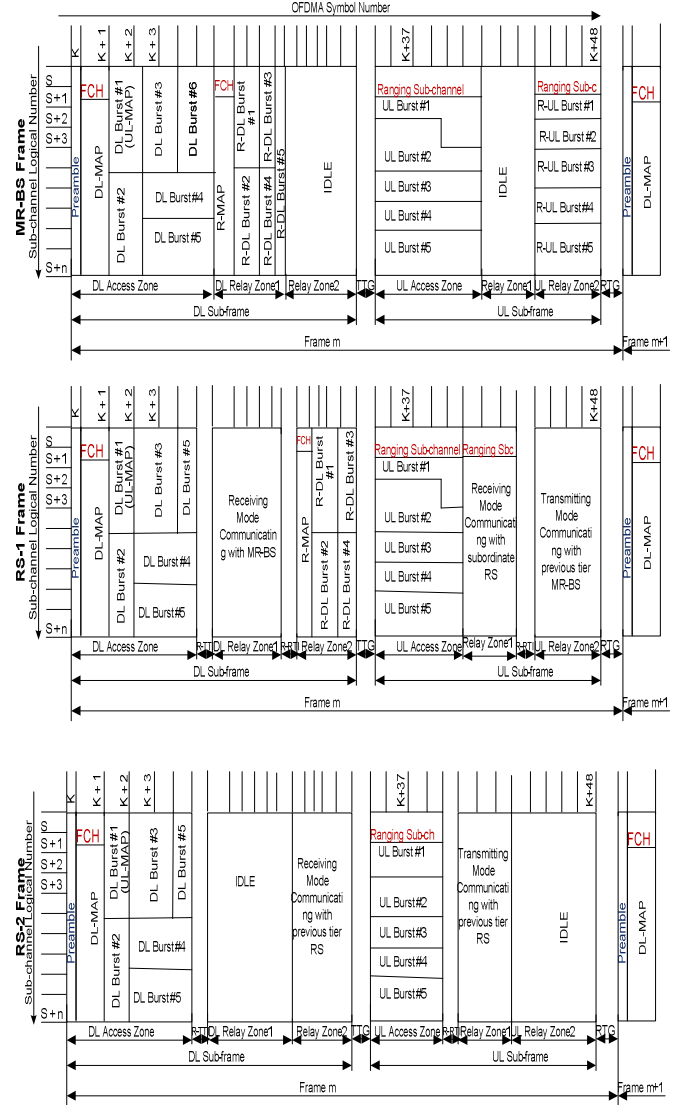 OFDMA Symbol Number
K
K + 1
K + 2
K + 3
K+37
K+48
MR-BS Frame
Sub-channel Logical Number
S
S+1
S+2
S+3
S+n
Preamble
FCH
DL-MAP
DL Burst #1
(UL-MAP)
DL Burst #2
DL Burst #3
DL Burst #6
DL Burst#4
DL Burst#5
FCH
R-MAP
R-DL Burst
#1
R-DL Burst #2
R-DL Burst #3
R-DL Burst #4
R-DL Burst #5
IDLE
Ranging Sub-channel
UL Burst #1
UL Burst #2
UL Burst #3
UL Burst #4
UL Burst #5
IDLE
Ranging Sub-c
R-UL Burst #1
R-UL Burst #2
R-UL Burst #3
R-UL Burst#4
R-UL Burst#5
Preamble
FCH
DL-MAP
DL Access Zone
DL Relay Zone1
Relay Zone2
TTG
UL Access Zone
Relay Zone1
UL Relay Zone2
RTG
DL Sub-frame
UL Sub-frame
Frame m
Frame m+1
K
K + 1
K + 2
K + 3
K+37
K+48
RS-1 Frame
Sub-channel Logical Number
S
S+1
S+2
S+3
S+n
Preamble
FCH
DL-MAP
DL Burst #1
(UL-MAP)
DL Burst #2
DL Burst #3
DL Burst #5
DL Burst #4
DL Burst#5
Receiving
Mode
Communicatin
g with MR-BS
FCH
R-MAP
R-DL Burst
#1
R-DL Burst #2
R-DL Burst #3
R-DL Burst #4
Ranging Sub-channel
UL Burst #1
UL Burst #2
UL Burst #3
UL Burst #4
UL Burst #5
Ranging Sbc
Receiving
Mode
Communicati
ng with
subordinate
RS
Transmitting
Mode
Communicati
ng with
previous tier
MR-BS
Preamble
FCH
DL-MAP
DL Access Zone
R-TTI
DL Relay Zone1
R-RTI
Relay Zone2
TTG
UL Access Zone
Relay Zone1
R-RTI
UL Relay Zone2
RTG
DL Sub-frame
UL Sub-frame
Frame m
Frame m+1
K
K + 1
K + 2
K + 3
K+37
K+48
RS-2 Frame
Sub-channel Logical Number
S
S+1
S+2
S+3
S+n
Preamble
FCH
DL-MAP
DL Burst #1
(UL-MAP)
DL Burst #2
DL Burst #3
DL Burst #5
DL Burst#4
DL Burst#5
IDLE
Receiving
Mode
Communicati
ng with
previous tier
RS
Ranging Sub-ch
UL Burst #1
UL Burst #2
UL Burst #3
UL Burst #4
UL Burst #5
Transmitting
Mode
Communicati
ng with
previous tier
RS
IDLE
Preamble
FCH
DL-MAP
DL Access Zone
R-TTI
DL Relay Zone1
Relay Zone2
TTG
UL Access Zone
R-RTI
Relay Zone1
UL Relay Zone2
RTG
DL Sub-frame
UL Sub-frame
Frame m
Frame m+1